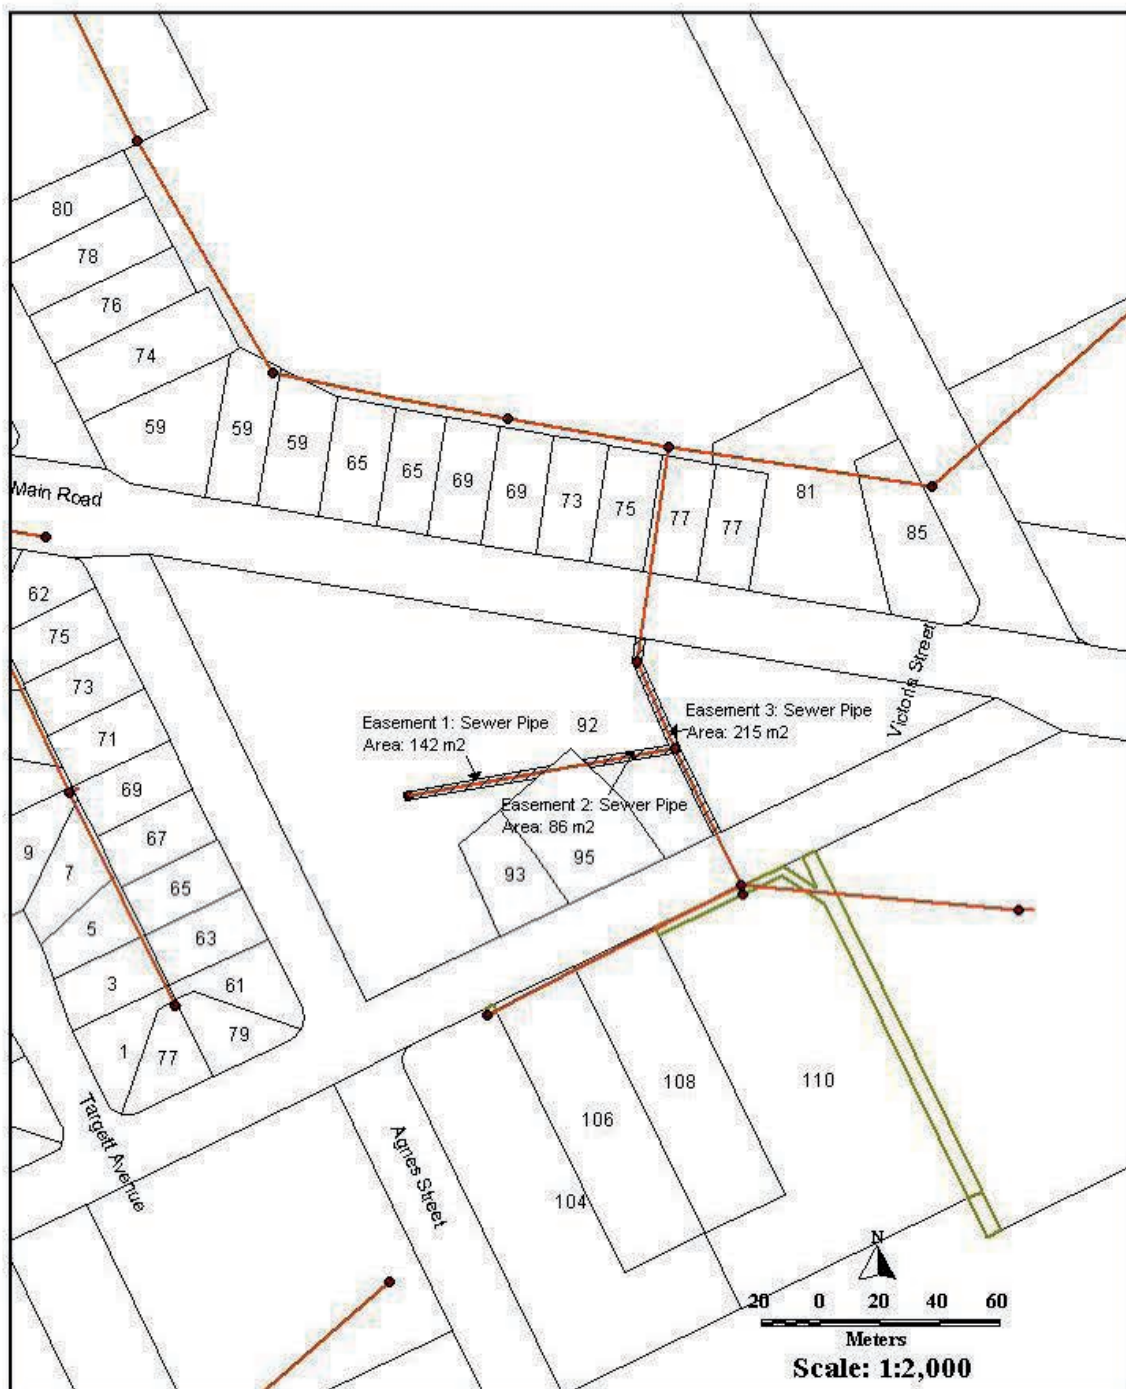 80
78
76
74
59
59
59
65
65
69
69
73
75
77
77
81
85
Main Road
62
75
73
71
69
67
65
63
61
79
77
9
7
5
3
1
Victoria Street
92
Easement 1: Sewer Pipe
Area: 142 m2
Easement 3: Sewer Pipe
Area: 215 m2
Easement 2: Sewer Pipe
Area: 86 m2
93
95
Targett Avenue
Agnes Street
104
106
108
110
N
20 0 20 40 60
Meters
Scale: 1:2,000